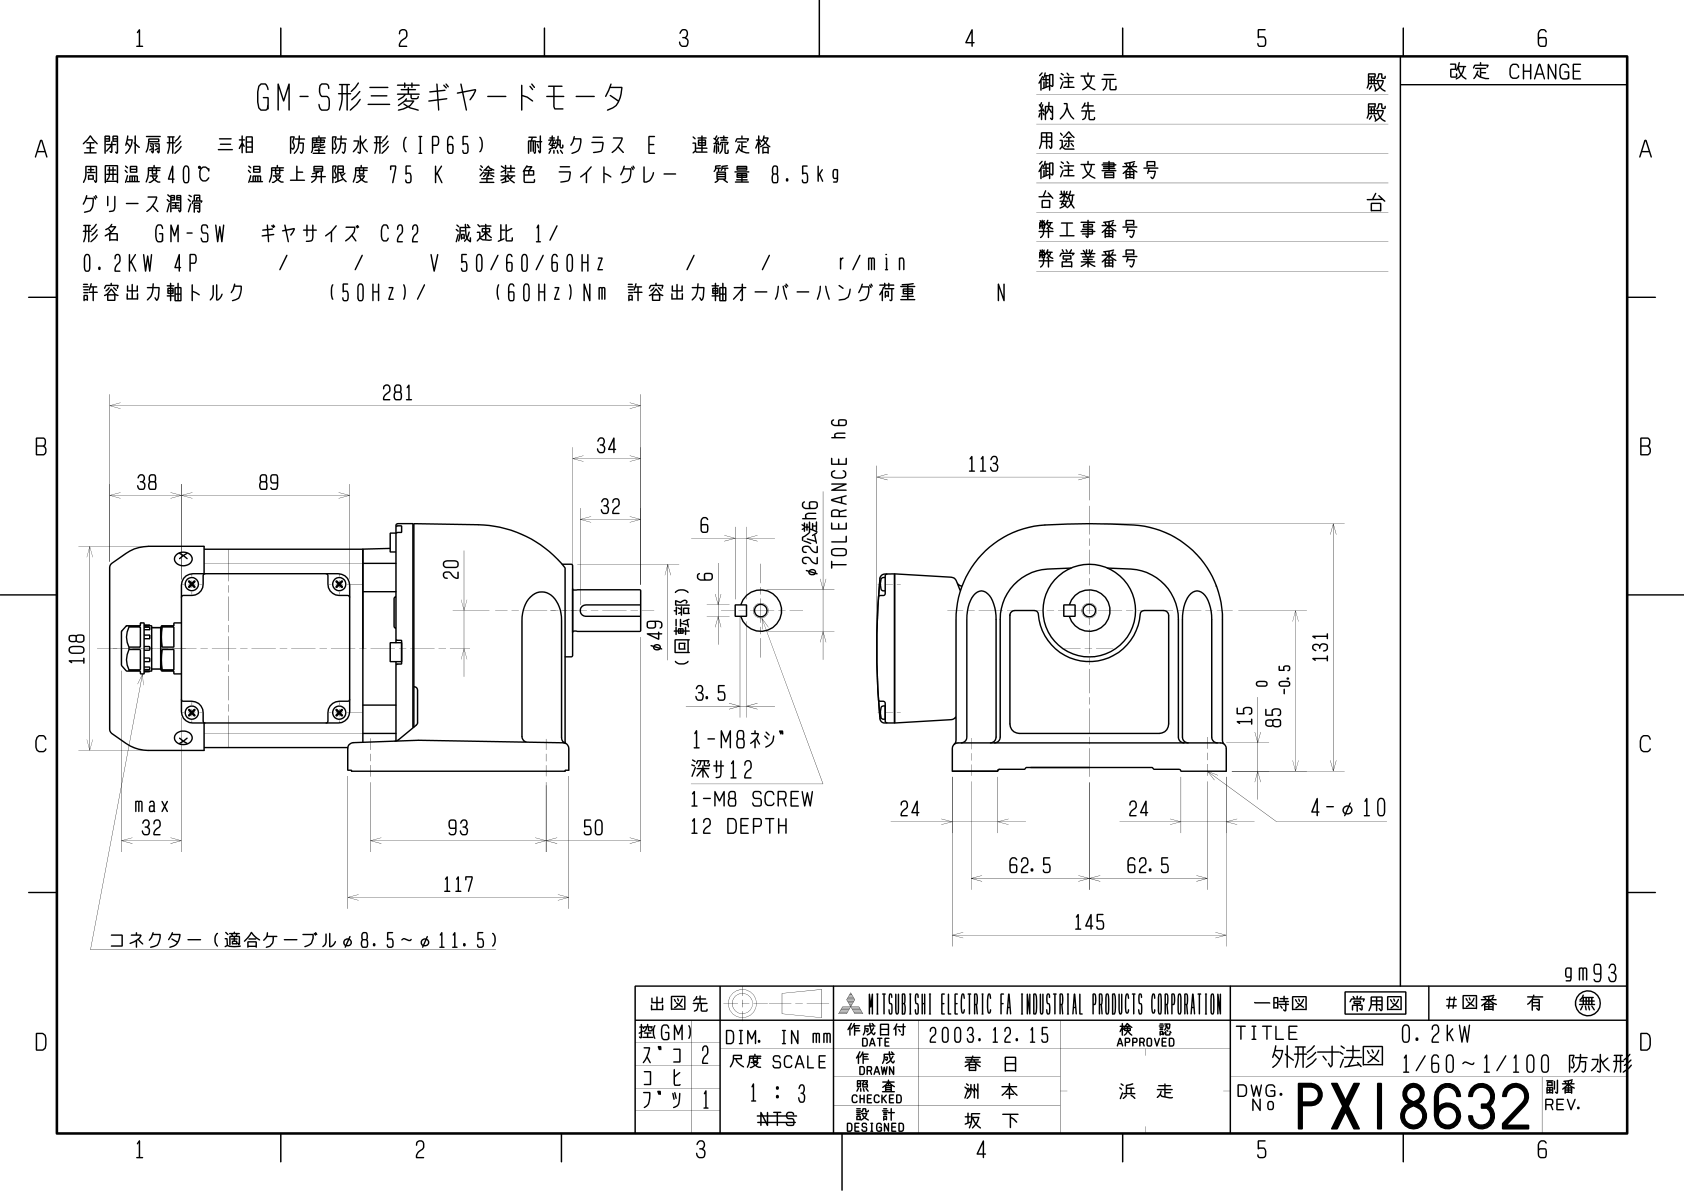 1 2 3 4 5 6
改定 CHANGE
GM-S形三菱ギヤードモータ
全閉外扇形 三相 防塵防水形(IP65) 耐熱クラス E 連続定格
周囲温度40℃ 温度上昇限度 75 K 塗装色 ライトグレー 質量 8.5kg
グリース潤滑
形名 GM-SW ギヤサイズ C22 減速比 1/
0.2KW 4P / / V 50/60/60Hz / / r/min
許容出力軸トルク (50Hz)/ (60Hz)Nm 許容出力軸オーバーハング荷重 N
御注文元 殿
納入先 殿
用途
御注文書番号
台数 台
弊工事番号
弊営業番号
A A
B B
C C
D D
281
34
38 89
32
20
108
φ49
(回転部)
max
32
93 50
117
コネクター(適合ケーブルφ8.5~φ11.5)
6
6
3.5
φ22公差h6
TOLERANCE h6
1-M8ネジ
深サ12
1-M8 SCREW
12 DEPTH
113
131
15
85 0 -0.5
24 24
4-φ10
62.5 62.5
145
gm93
出図先
控(GM)
ズコ 2
コヒ
ブツ 1
DIM. IN mm
尺度 SCALE
1 : 3
NTS
MITSUBISHI ELECTRIC FA INDUSTRIAL PRODUCTS CORPORATION
作成日付 DATE 2003.12.15
作成 DRAWN 春日
照査 CHECKED 洲本
設計 DESIGNED 坂下
検認 APPROVED
浜走
一時図 常用図 #図番 有 無
TITLE 0.2kW
外形寸法図 1/60~1/100 防水形
DWG. No PX18632
副番 REV.
1 2 3 4 5 6